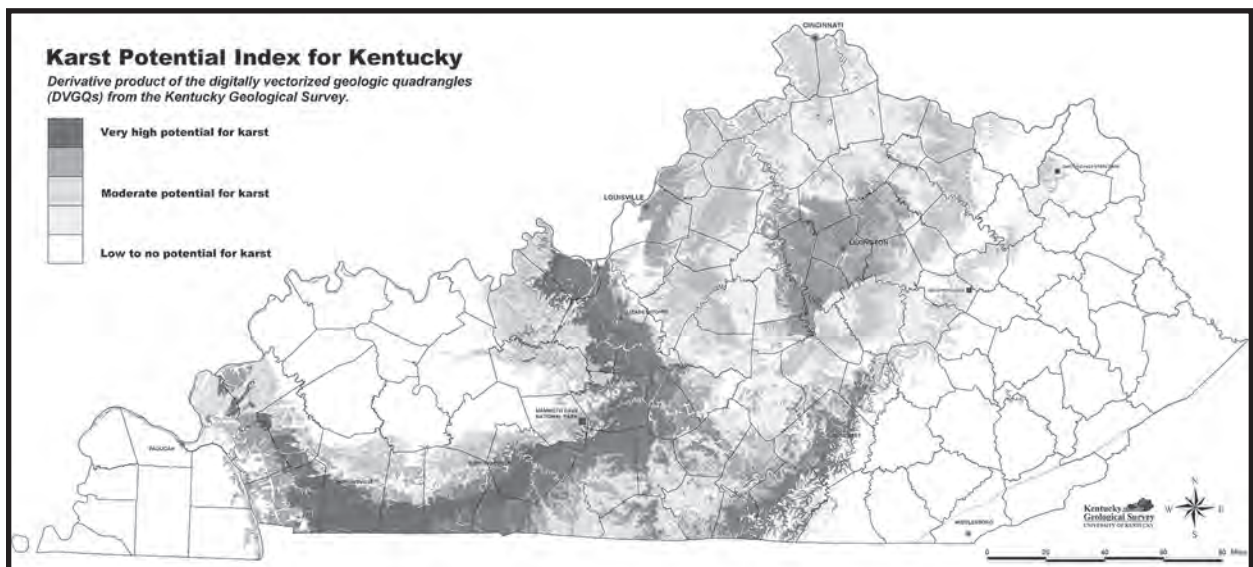 Karst Potential Index for Kentucky
Derivative product of the digitally vectorized geologic quadrangles
(DVGQs) from the Kentucky Geological Survey.
Very high potential for karst
Moderate potential for karst
Low to no potential for karst
CINCINNATI
LOUISVILLE
LEXINGTON
MAMMOTH CAVE
NATIONAL PARK
PADUCAH
MIDDLESBORO
Kentucky
Geological Survey
UNIVERSITY OF KENTUCKY
N
W
E
S
0 20 40 60 80 Miles